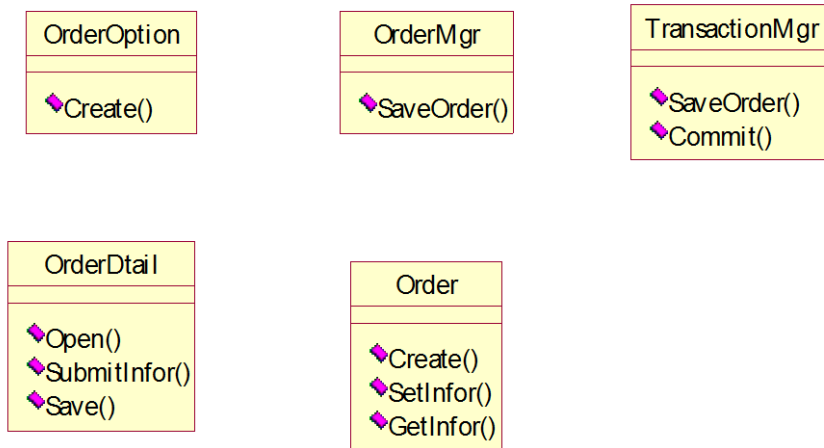 OrderOption
Create()
OrderMgr
SaveOrder()
TransactionMgr
SaveOrder()
Commit()
OrderDtail
Open()
SubmitInfor()
Save()
Order
Create()
SetInfor()
GetInfor()